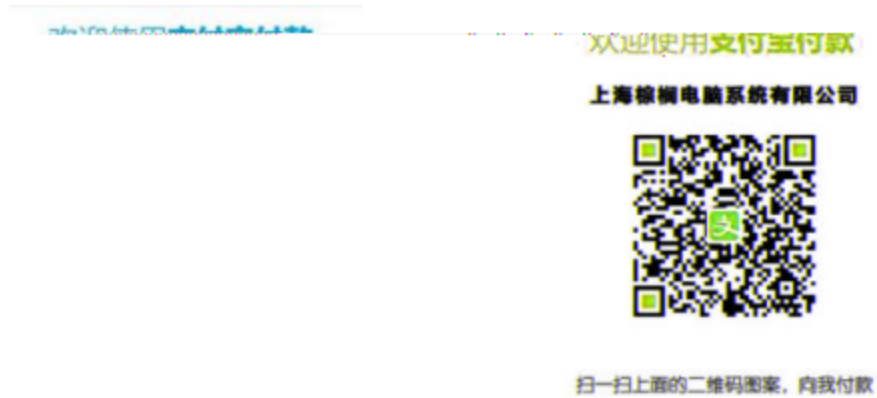 欢迎使用支付宝付款
上海棕榈电脑系统有限公司
支
扫一扫上面的二维码图案，向我付款